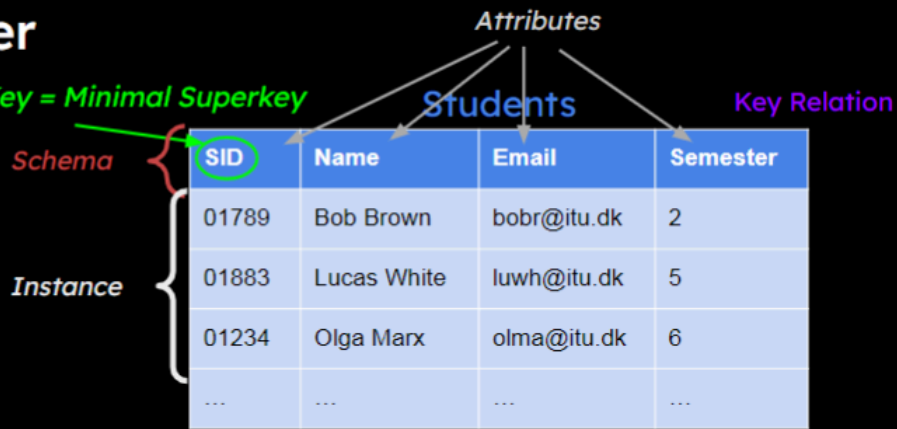 er
Attributes
ey = Minimal Superkey
Students
Key Relation
Schema
SID Name Email Semester
Instance
01789 Bob Brown bobr@itu.dk 2
01883 Lucas White luwh@itu.dk 5
01234 Olga Marx olma@itu.dk 6
... ... ... ...